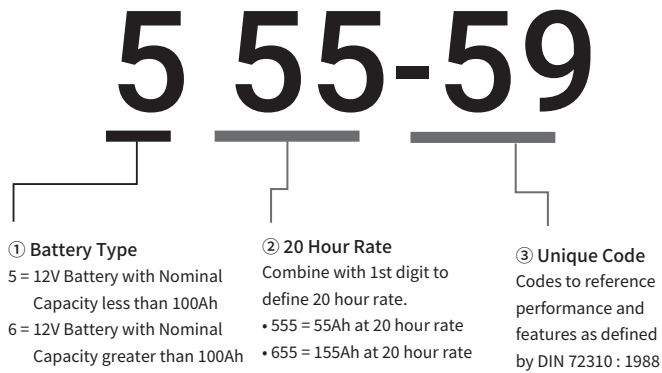 5 55-59
① Battery Type
5 = 12V Battery with Nominal
Capacity less than 100Ah
6 = 12V Battery with Nominal
Capacity greater than 100Ah
② 20 Hour Rate
Combine with 1st digit to
define 20 hour rate.
• 555 = 55Ah at 20 hour rate
• 655 = 155Ah at 20 hour rate
③ Unique Code
Codes to reference
performance and
features as defined
by DIN 72310 : 1988